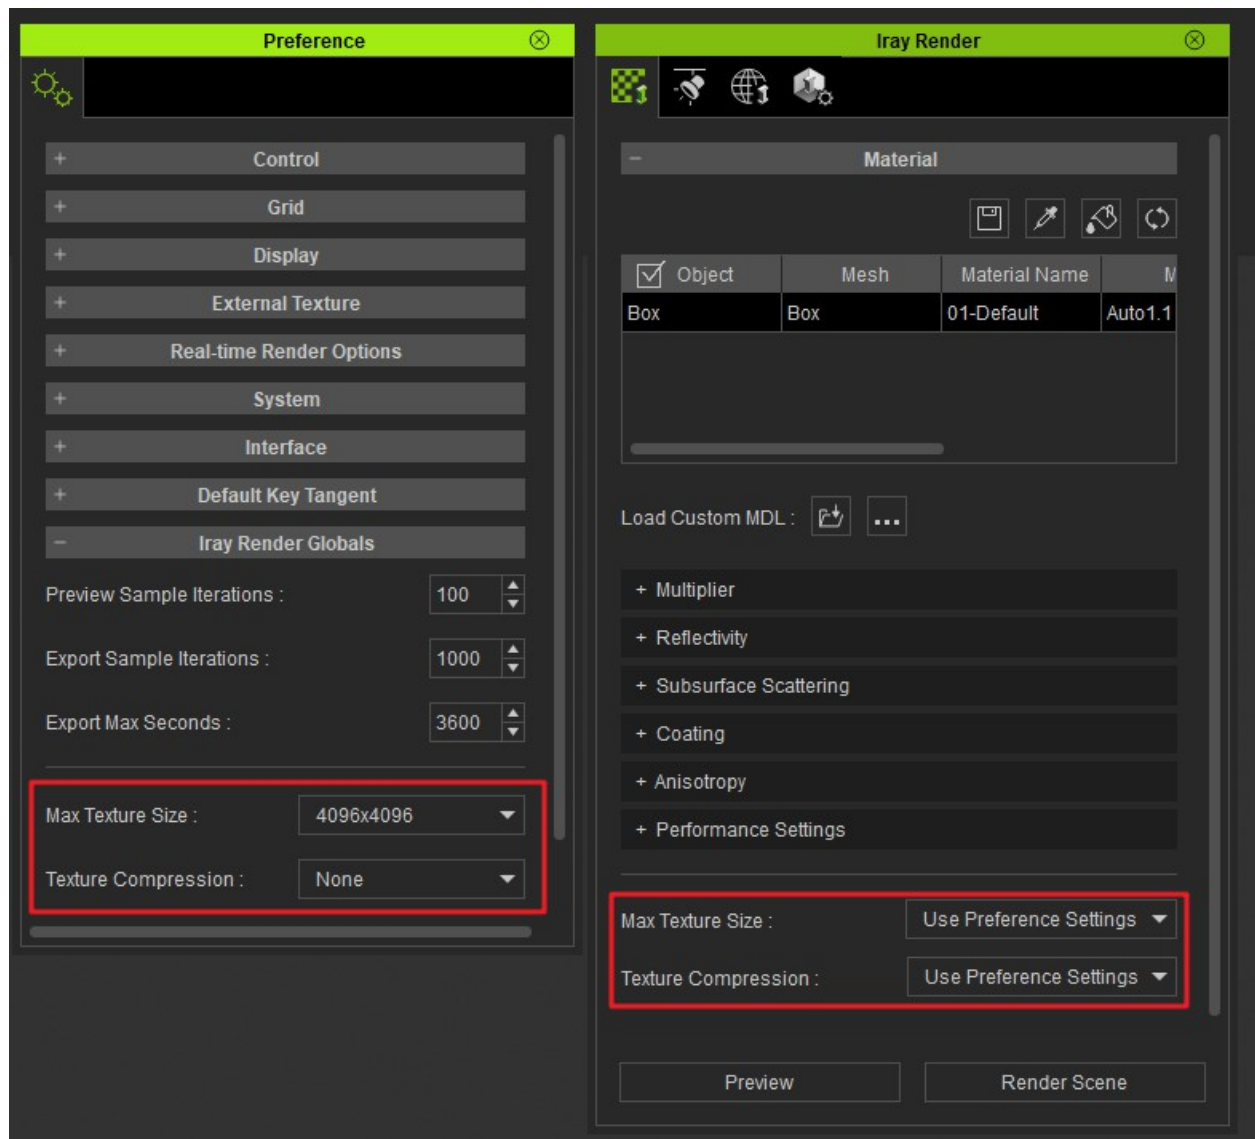 Preference
+ Control
+ Grid
+ Display
+ External Texture
+ Real-time Render Options
+ System
+ Interface
+ Default Key Tangent
- Iray Render Globals
Preview Sample Iterations : 100
Export Sample Iterations : 1000
Export Max Seconds : 3600
Max Texture Size : 4096x4096
Texture Compression : None
Iray Render
- Material
Object Mesh Material Name M
Box Box 01-Default Auto1.1
Load Custom MDL : ...
+ Multiplier
+ Reflectivity
+ Subsurface Scattering
+ Coating
+ Anisotropy
+ Performance Settings
Max Texture Size : Use Preference Settings
Texture Compression : Use Preference Settings
Preview Render Scene